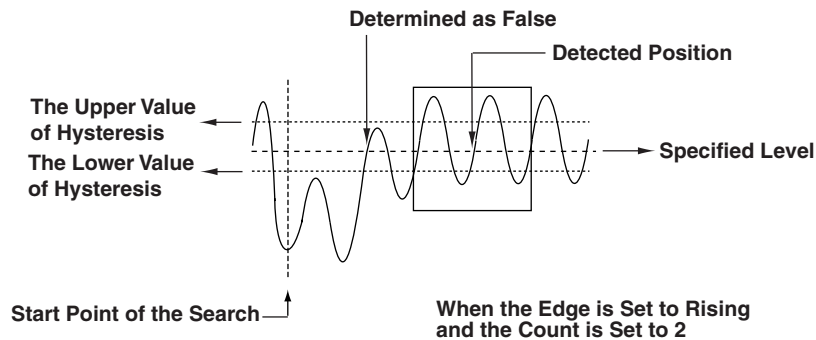 Determined as False
Detected Position
The Upper Value
of Hysteresis
The Lower Value
of Hysteresis
Specified Level
Start Point of the Search
When the Edge is Set to Rising
and the Count is Set to 2